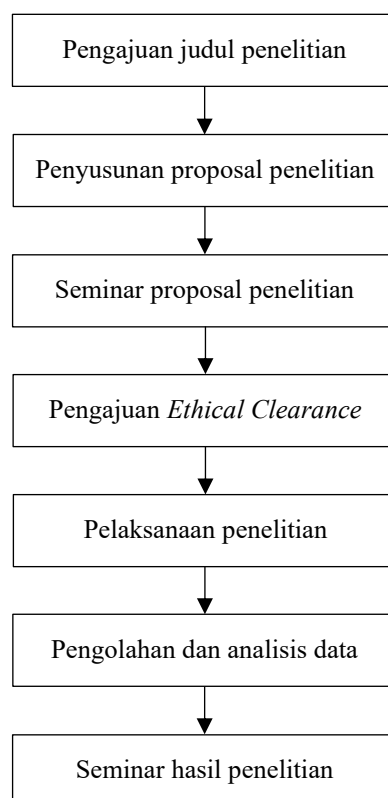 Pengajuan judul penelitian
Penyusunan proposal penelitian
Seminar proposal penelitian
Pengajuan Ethical Clearance
Pelaksanaan penelitian
Pengolahan dan analisis data
Seminar hasil penelitian